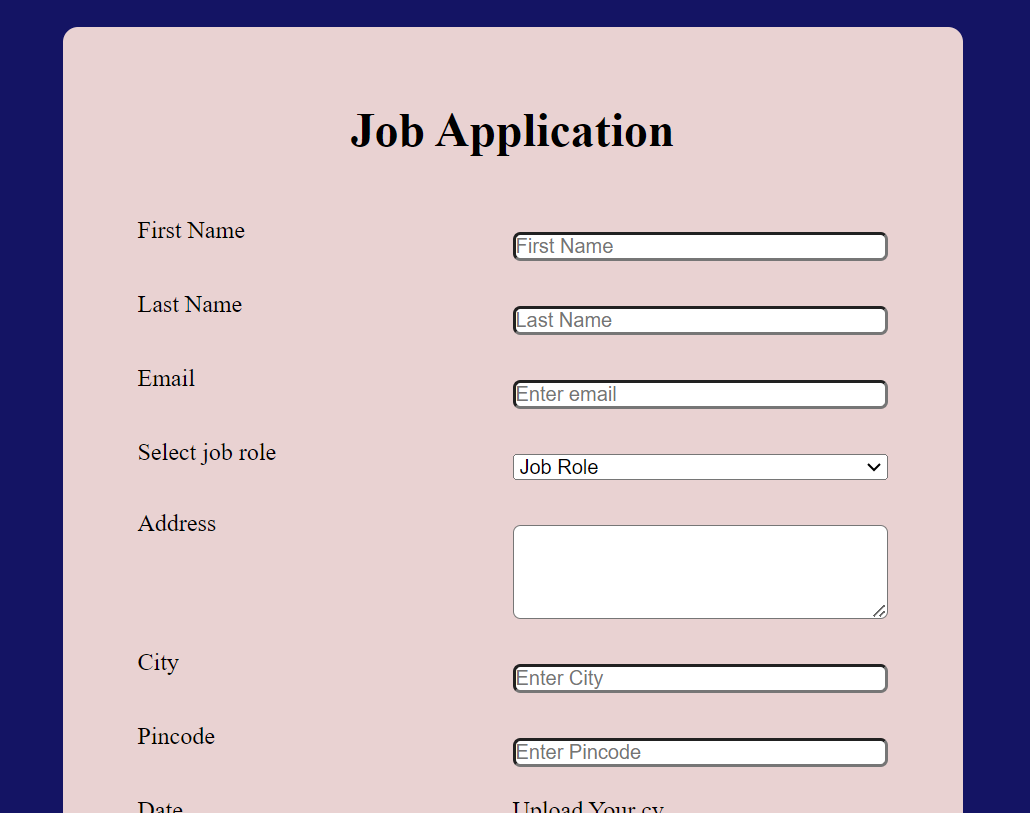 Job Application
First Name
First Name
Last Name
Last Name
Email
Enter email
Select job role
Job Role
Address
City
Enter City
Pincode
Enter Pincode
Date
Upload Your cv